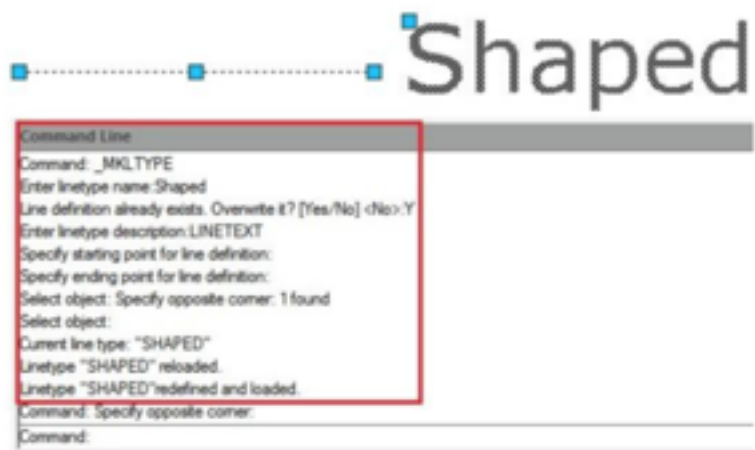 Shaped
Command Line
Command: _MKLTYPE
Enter linetype name:Shaped
Line definition already exists. Overwrite it? [Yes/No] <No>:Y
Enter linetype description:LINETEXT
Specify starting point for line definition:
Specify ending point for line definition:
Select object: Specify opposite corner: 1 found
Select object:
Current line type: "SHAPED"
Linetype "SHAPED" reloaded.
Linetype "SHAPED"redefined and loaded.
Command: Specify opposite corner:
Command: